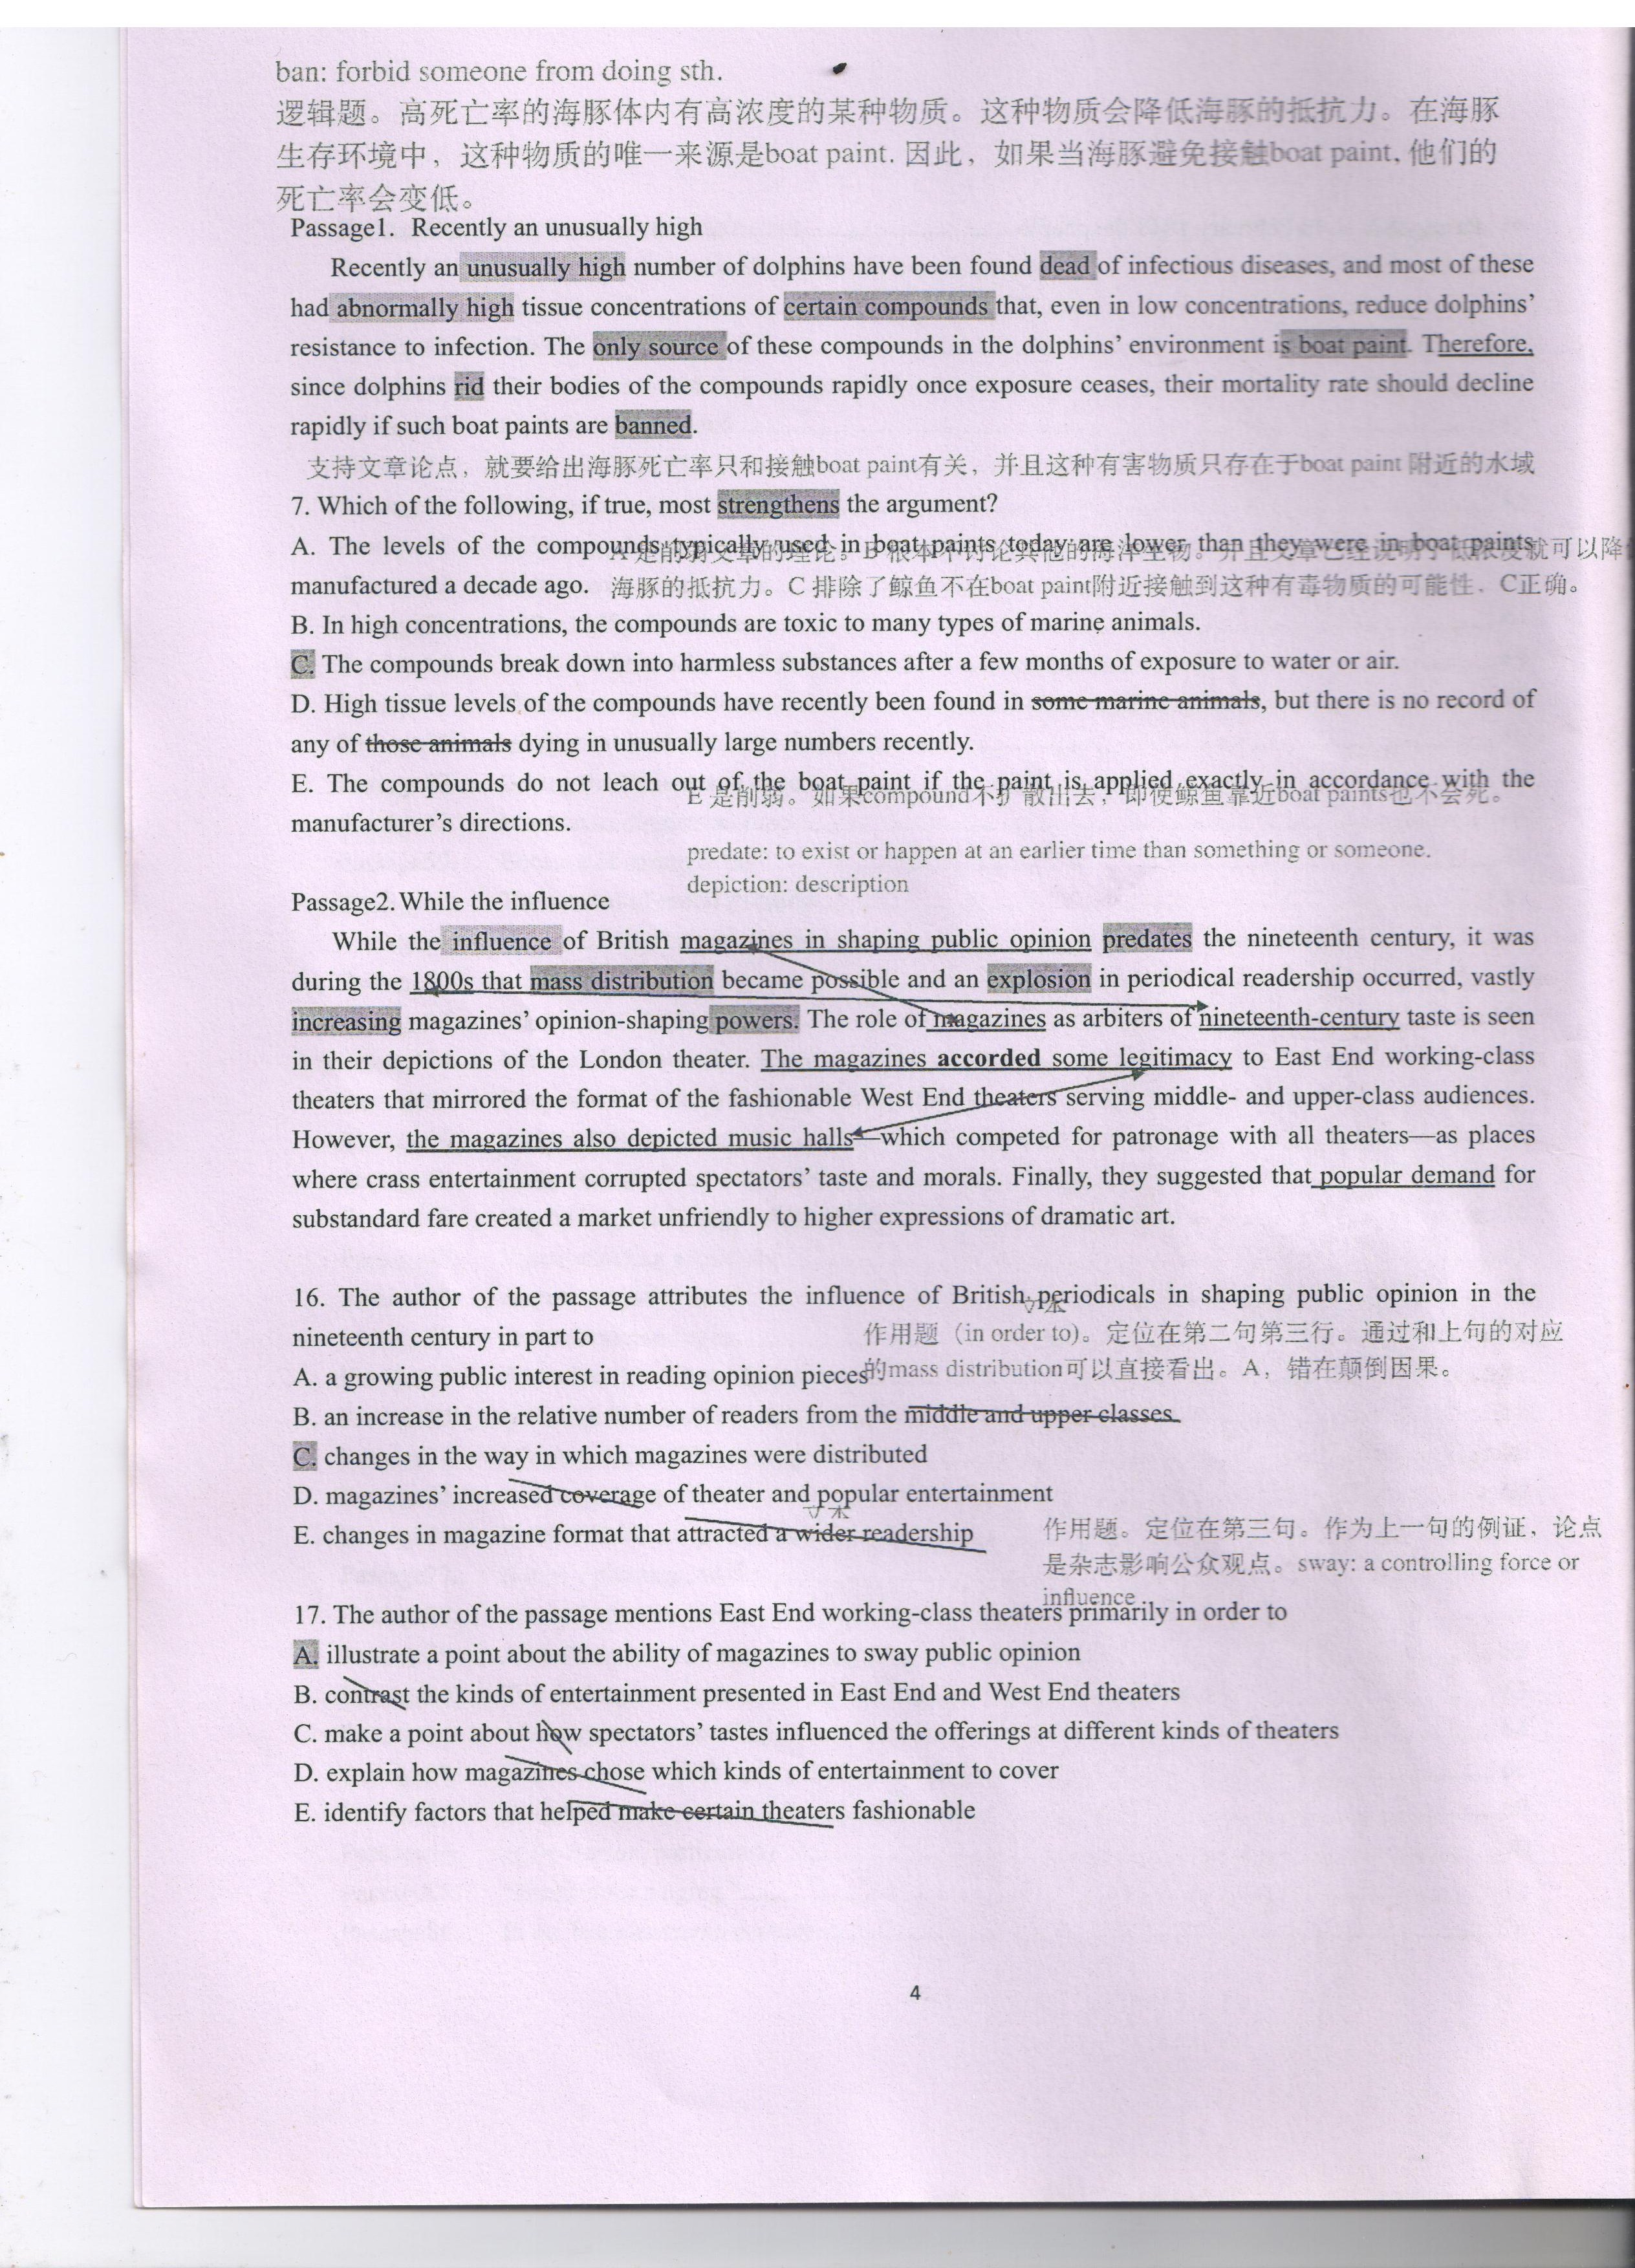 ban: forbid someone from doing sth.
逻辑题。高死亡率的海豚体内有高浓度的某种物质。这种物质会降低海豚的抵抗力。在海豚
生存环境中，这种物质的唯一来源是boat paint. 因此，如果当海豚避免接触boat paint, 他们的
死亡率会变低。
Passage1. Recently an unusually high
Recently an unusually high number of dolphins have been found dead of infectious diseases, and most of these
had abnormally high tissue concentrations of certain compounds that, even in low concentrations, reduce dolphins’
resistance to infection. The only source of these compounds in the dolphins’ environment is boat paint. Therefore,
since dolphins rid their bodies of the compounds rapidly once exposure ceases, their mortality rate should decline
rapidly if such boat paints are banned.
支持文章论点，就要给出海豚死亡率只和接触boat paint有关，并且这种有害物质只存在于boat paint 附近的水域
7. Which of the following, if true, most strengthens the argument?
A. The levels of the compounds typically used in boat paints today are lower than they were in boat paints
A 是削弱文章的理论。B 根本不讨论其他的海洋生物。并且文章已经说明了低浓度就可以降
manufactured a decade ago. 海豚的抵抗力。C 排除了鲸鱼不在boat paint附近接触到这种有毒物质的可能性．C正确。
B. In high concentrations, the compounds are toxic to many types of marine animals.
C. The compounds break down into harmless substances after a few months of exposure to water or air.
D. High tissue levels of the compounds have recently been found in some marine animals, but there is no record of
any of those animals dying in unusually large numbers recently.
E. The compounds do not leach out of the boat paint if the paint is applied exactly in accordance with the
E 是削弱。如果compound不扩散出去，即使鲸鱼靠近boat paints也不会死。
manufacturer’s directions.
predate: to exist or happen at an earlier time than something or someone.
depiction: description
Passage2. While the influence
While the influence of British magazines in shaping public opinion predates the nineteenth century, it was
during the 1800s that mass distribution became possible and an explosion in periodical readership occurred, vastly
increasing magazines’ opinion-shaping powers. The role of magazines as arbiters of nineteenth-century taste is seen
in their depictions of the London theater. The magazines accorded some legitimacy to East End working-class
theaters that mirrored the format of the fashionable West End theaters serving middle- and upper-class audiences.
However, the magazines also depicted music halls—which competed for patronage with all theaters—as places
where crass entertainment corrupted spectators’ taste and morals. Finally, they suggested that popular demand for
substandard fare created a market unfriendly to higher expressions of dramatic art.
16. The author of the passage attributes the influence of British periodicals in shaping public opinion in the
nineteenth century in part to 作用题（in order to)。定位在第二句第三行。通过和上句的对应
A. a growing public interest in reading opinion pieces 的mass distribution可以直接看出。A，错在颠倒因果。
B. an increase in the relative number of readers from the middle and upper classes
C. changes in the way in which magazines were distributed
D. magazines’ increased coverage of theater and popular entertainment
E. changes in magazine format that attracted a wider readership
作用题。定位在第三句。作为上一句的例证，论点
是杂志影响公众观点。sway: a controlling force or
influence
17. The author of the passage mentions East End working-class theaters primarily in order to
A. illustrate a point about the ability of magazines to sway public opinion
B. contrast the kinds of entertainment presented in East End and West End theaters
C. make a point about how spectators’ tastes influenced the offerings at different kinds of theaters
D. explain how magazines chose which kinds of entertainment to cover
E. identify factors that helped make certain theaters fashionable
4